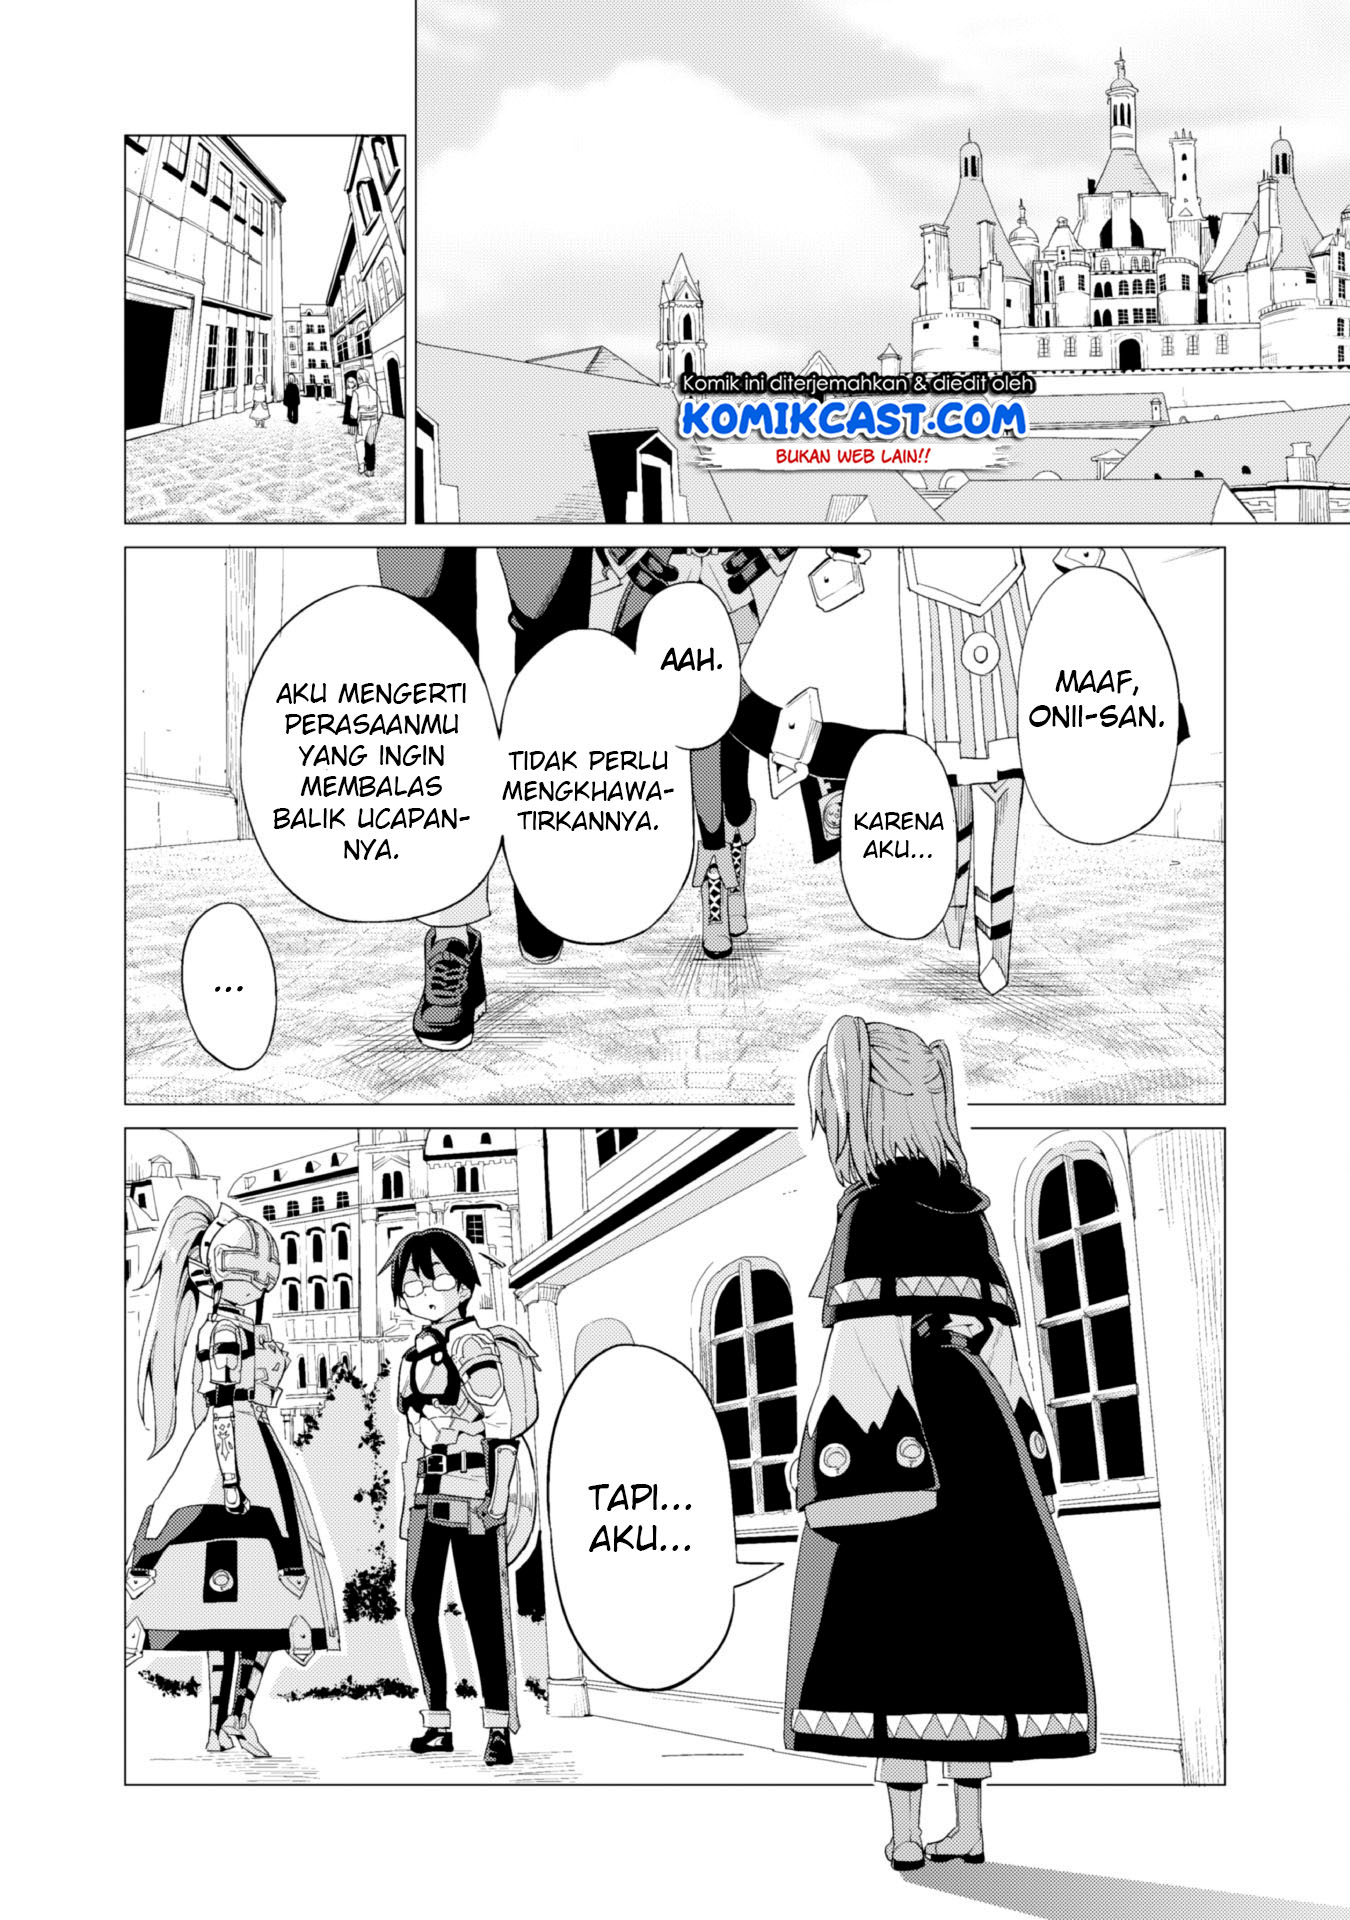 Komik ini diterjemahkan & diedit oleh
KOMIKCAST.COM
BUKAN WEB LAIN!!
MAAF,
ONII-SAN.
KARENA
AKU...
AAH.
TIDAK PERLU
MENGKHAWA-
TIRKANNYA.
AKU MENGERTI
PERASAANMU
YANG INGIN
MEMBALAS
BALIK UCAPAN-
NYA.
...
TAPI...
AKU...